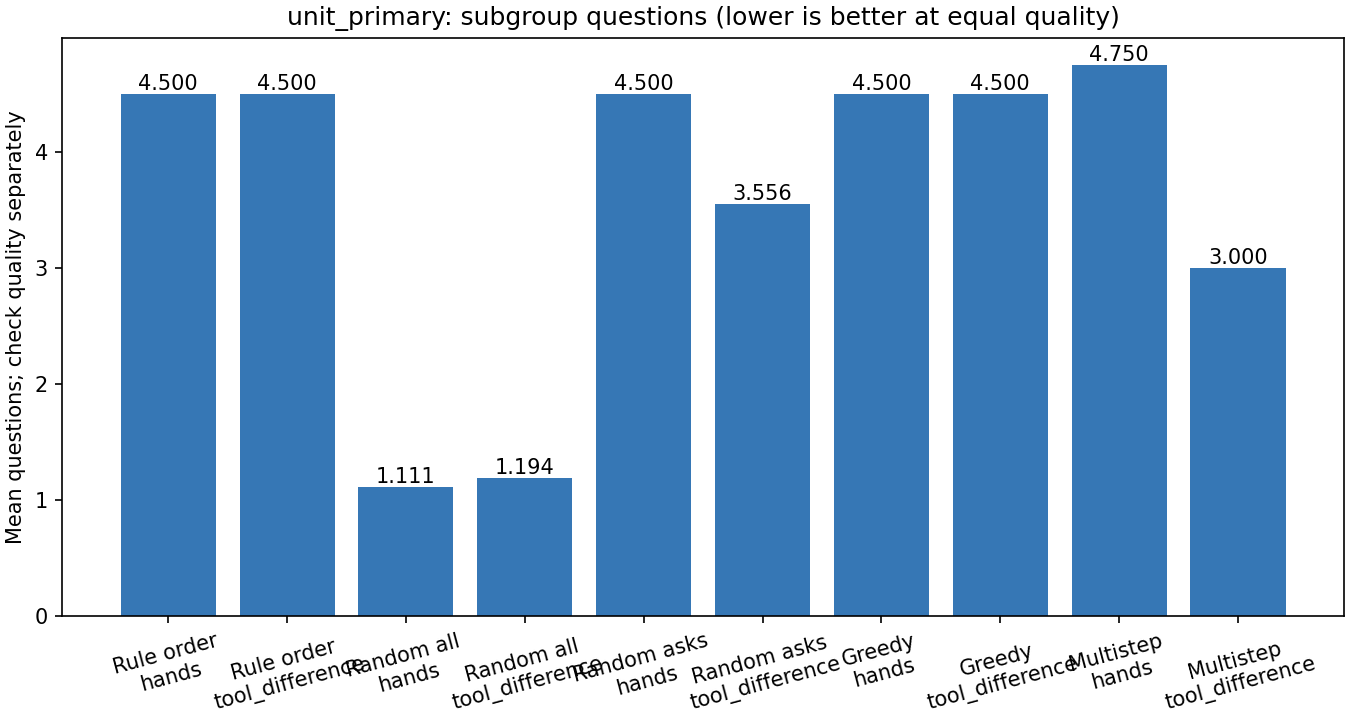 unit_primary: subgroup questions (lower is better at equal quality)
Mean questions; check quality separately
4
3
2
1
0
4.500
4.500
1.111
1.194
4.500
3.556
4.500
4.500
4.750
3.000
Rule order
hands
Rule order
tool_difference
Random all
hands
Random all
tool_difference
Random asks
hands
Random asks
tool_difference
Greedy
hands
Greedy
tool_difference
Multistep
hands
Multistep
tool_difference